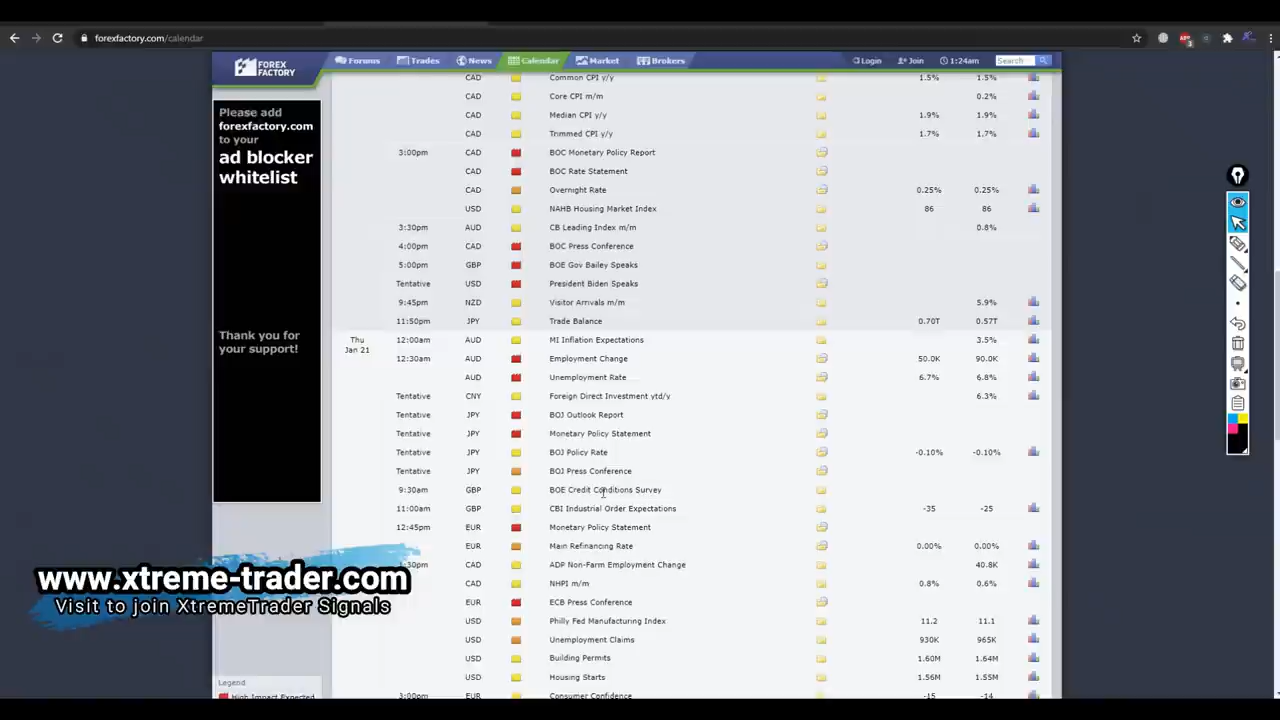 forexfactory.com/calendar
FOREX FACTORY Forums Trades News Calendar Market Brokers Login Join 1:24am Search
Please add
forexfactory.com
to your
ad blocker
whitelist
Thank you for
your support!
Legend
High Impact Expected
CAD Common CPI y/y 1.5% 1.5%
CAD Core CPI m/m 0.2%
CAD Median CPI y/y 1.9% 1.9%
CAD Trimmed CPI y/y 1.7% 1.7%
3:00pm CAD BOC Monetary Policy Report
CAD BOC Rate Statement
CAD Overnight Rate 0.25% 0.25%
USD NAHB Housing Market Index 86 86
3:30pm AUD CB Leading Index m/m 0.8%
4:00pm CAD BOC Press Conference
5:00pm GBP BOE Gov Bailey Speaks
Tentative USD President Biden Speaks
9:45pm NZD Visitor Arrivals m/m 5.9%
11:50pm JPY Trade Balance 0.70T 0.57T
Thu Jan 21 12:00am AUD MI Inflation Expectations 3.5%
12:30am AUD Employment Change 50.0K 90.0K
AUD Unemployment Rate 6.7% 6.8%
Tentative CNY Foreign Direct Investment ytd/y 6.3%
Tentative JPY BOJ Outlook Report
Tentative JPY Monetary Policy Statement
Tentative JPY BOJ Policy Rate -0.10% -0.10%
Tentative JPY BOJ Press Conference
9:30am GBP BOE Credit Conditions Survey
11:00am GBP CBI Industrial Order Expectations -35 -25
12:45pm EUR Monetary Policy Statement
EUR Main Refinancing Rate 0.00% 0.00%
:30pm CAD ADP Non-Farm Employment Change 40.8K
CAD NHPI m/m 0.8% 0.6%
EUR ECB Press Conference
USD Philly Fed Manufacturing Index 11.2 11.1
USD Unemployment Claims 930K 965K
USD Building Permits 1.60M 1.64M
USD Housing Starts 1.56M 1.55M
3:00pm EUR Consumer Confidence -15 -14
www.xtreme-trader.com
Visit to join XtremeTrader Signals